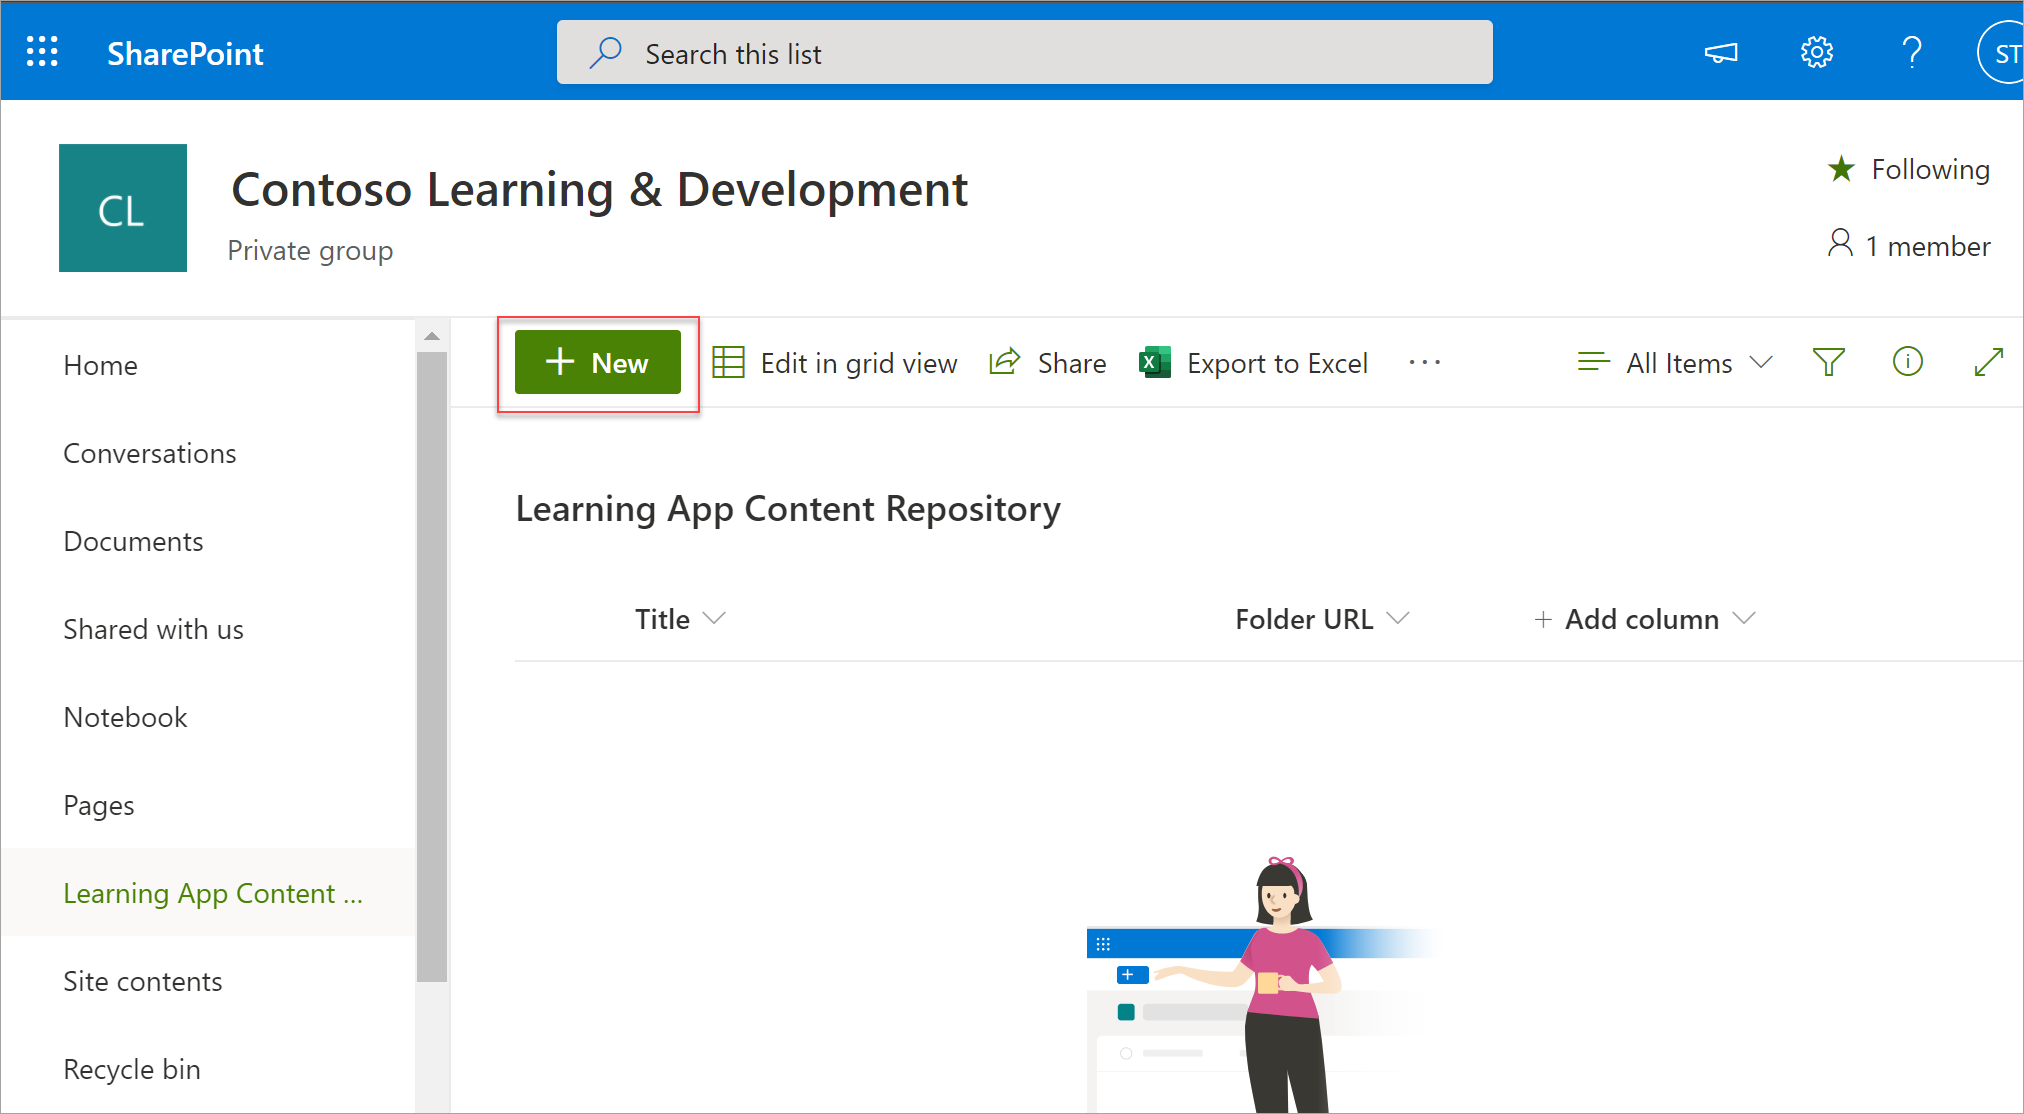 SharePoint
Search this list
ST
CL
Contoso Learning & Development
Private group
Following
1 member
Home
Conversations
Documents
Shared with us
Notebook
Pages
Learning App Content ...
Site contents
Recycle bin
+ New
Edit in grid view
Share
Export to Excel
...
All Items
Learning App Content Repository
Title
Folder URL
+ Add column